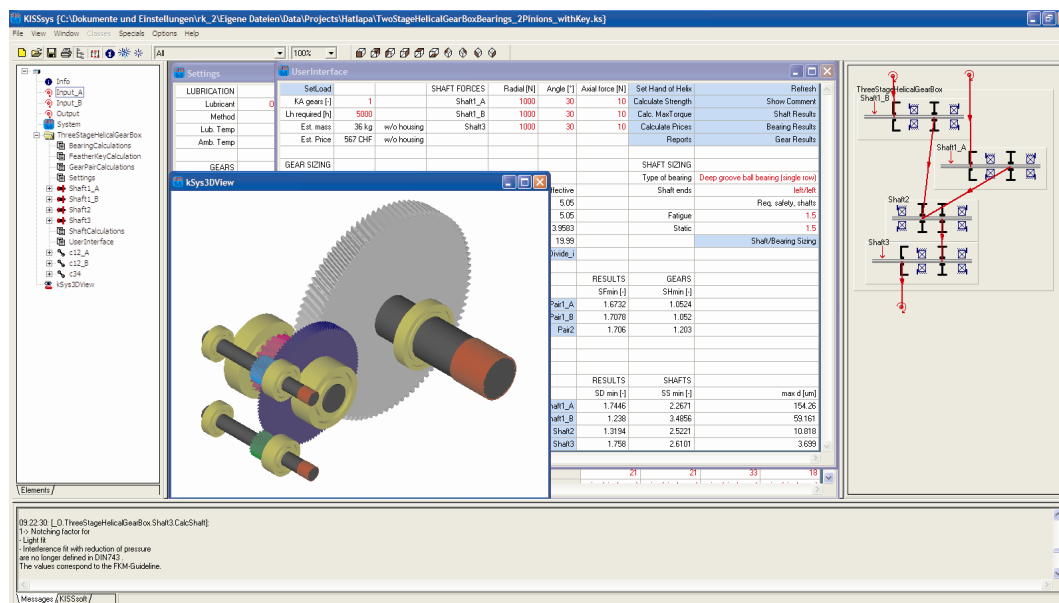 KISSsys {C:\Dokumente und Einstellungen\rk_2\Eigene Dateien\Data\Projects\Hatlapa\TwoStageHelicalGearBoxBearings_2Pinions_withKey.ks}
File View Window Classes Specials Options Help
All 100%
Info
Input_A
Input_B
Output
System
ThreeStageHelicalGearBox
BearingCalculations
FeatherKeyCalculation
GearPairCalculations
Settings
Shaft1_A
Shaft1_B
Shaft2
Shaft3
ShaftCalculations
UserInterface
c12_A
c12_B
c34
kSys3DView
Elements
Settings
LUBRICATION
Lubricant
Method
Lub. Temp
Amb. Temp
GEARS
UserInterface
SetLoad SHAFT FORCES Radial [N] Angle [°] Axial force [N] Set Hand of Helix Refresh
KA gears [-] 1 Shaft1_A 1000 30 10 Calculate Strength Show Comment
Lh required [h] 5000 Shaft1_B 1000 30 10 Calc. MaxTorque Shaft Results
Est. mass 36 kg w/o housing Shaft3 1000 30 10 Calculate Prices Bearing Results
Est. Price 567 CHF w/o housing Reports Gear Results
GEAR SIZING SHAFT SIZING
Type of bearing Deep groove ball bearing (single row)
ffective Shaft ends left/left
5.05 Req. safety, shafts
5.05 Fatigue 1.5
3.9583 Static 1.5
19.99 Shaft/Bearing Sizing
Divide_i
RESULTS GEARS
SFmin [-] SHmin [-]
Pair1_A 1.6732 1.0524
Pair1_B 1.7078 1.052
Pair2 1.706 1.203
RESULTS SHAFTS
SD min [-] SS min [-] max d [um]
haft1_A 1.7446 2.2671 154.26
haft1_B 1.238 3.4856 59.161
Shaft2 1.3194 2.5221 10.818
Shaft3 1.758 2.6101 3.699
21 21 33 18
kSys3DView
ThreeStageHelicalGearBox
Shaft1_B
Shaft1_A
Shaft2
Shaft3
09:22:30: [_O.ThreeStageHelicalGearBox.Shaft3.CalcShaft]:
1-> Notching factor for
- Light fit
- Interference fit with reduction of pressure
are no longer defined in DIN743 .
The values correspond to the FKM-Guideline.
Messages KISSsoft